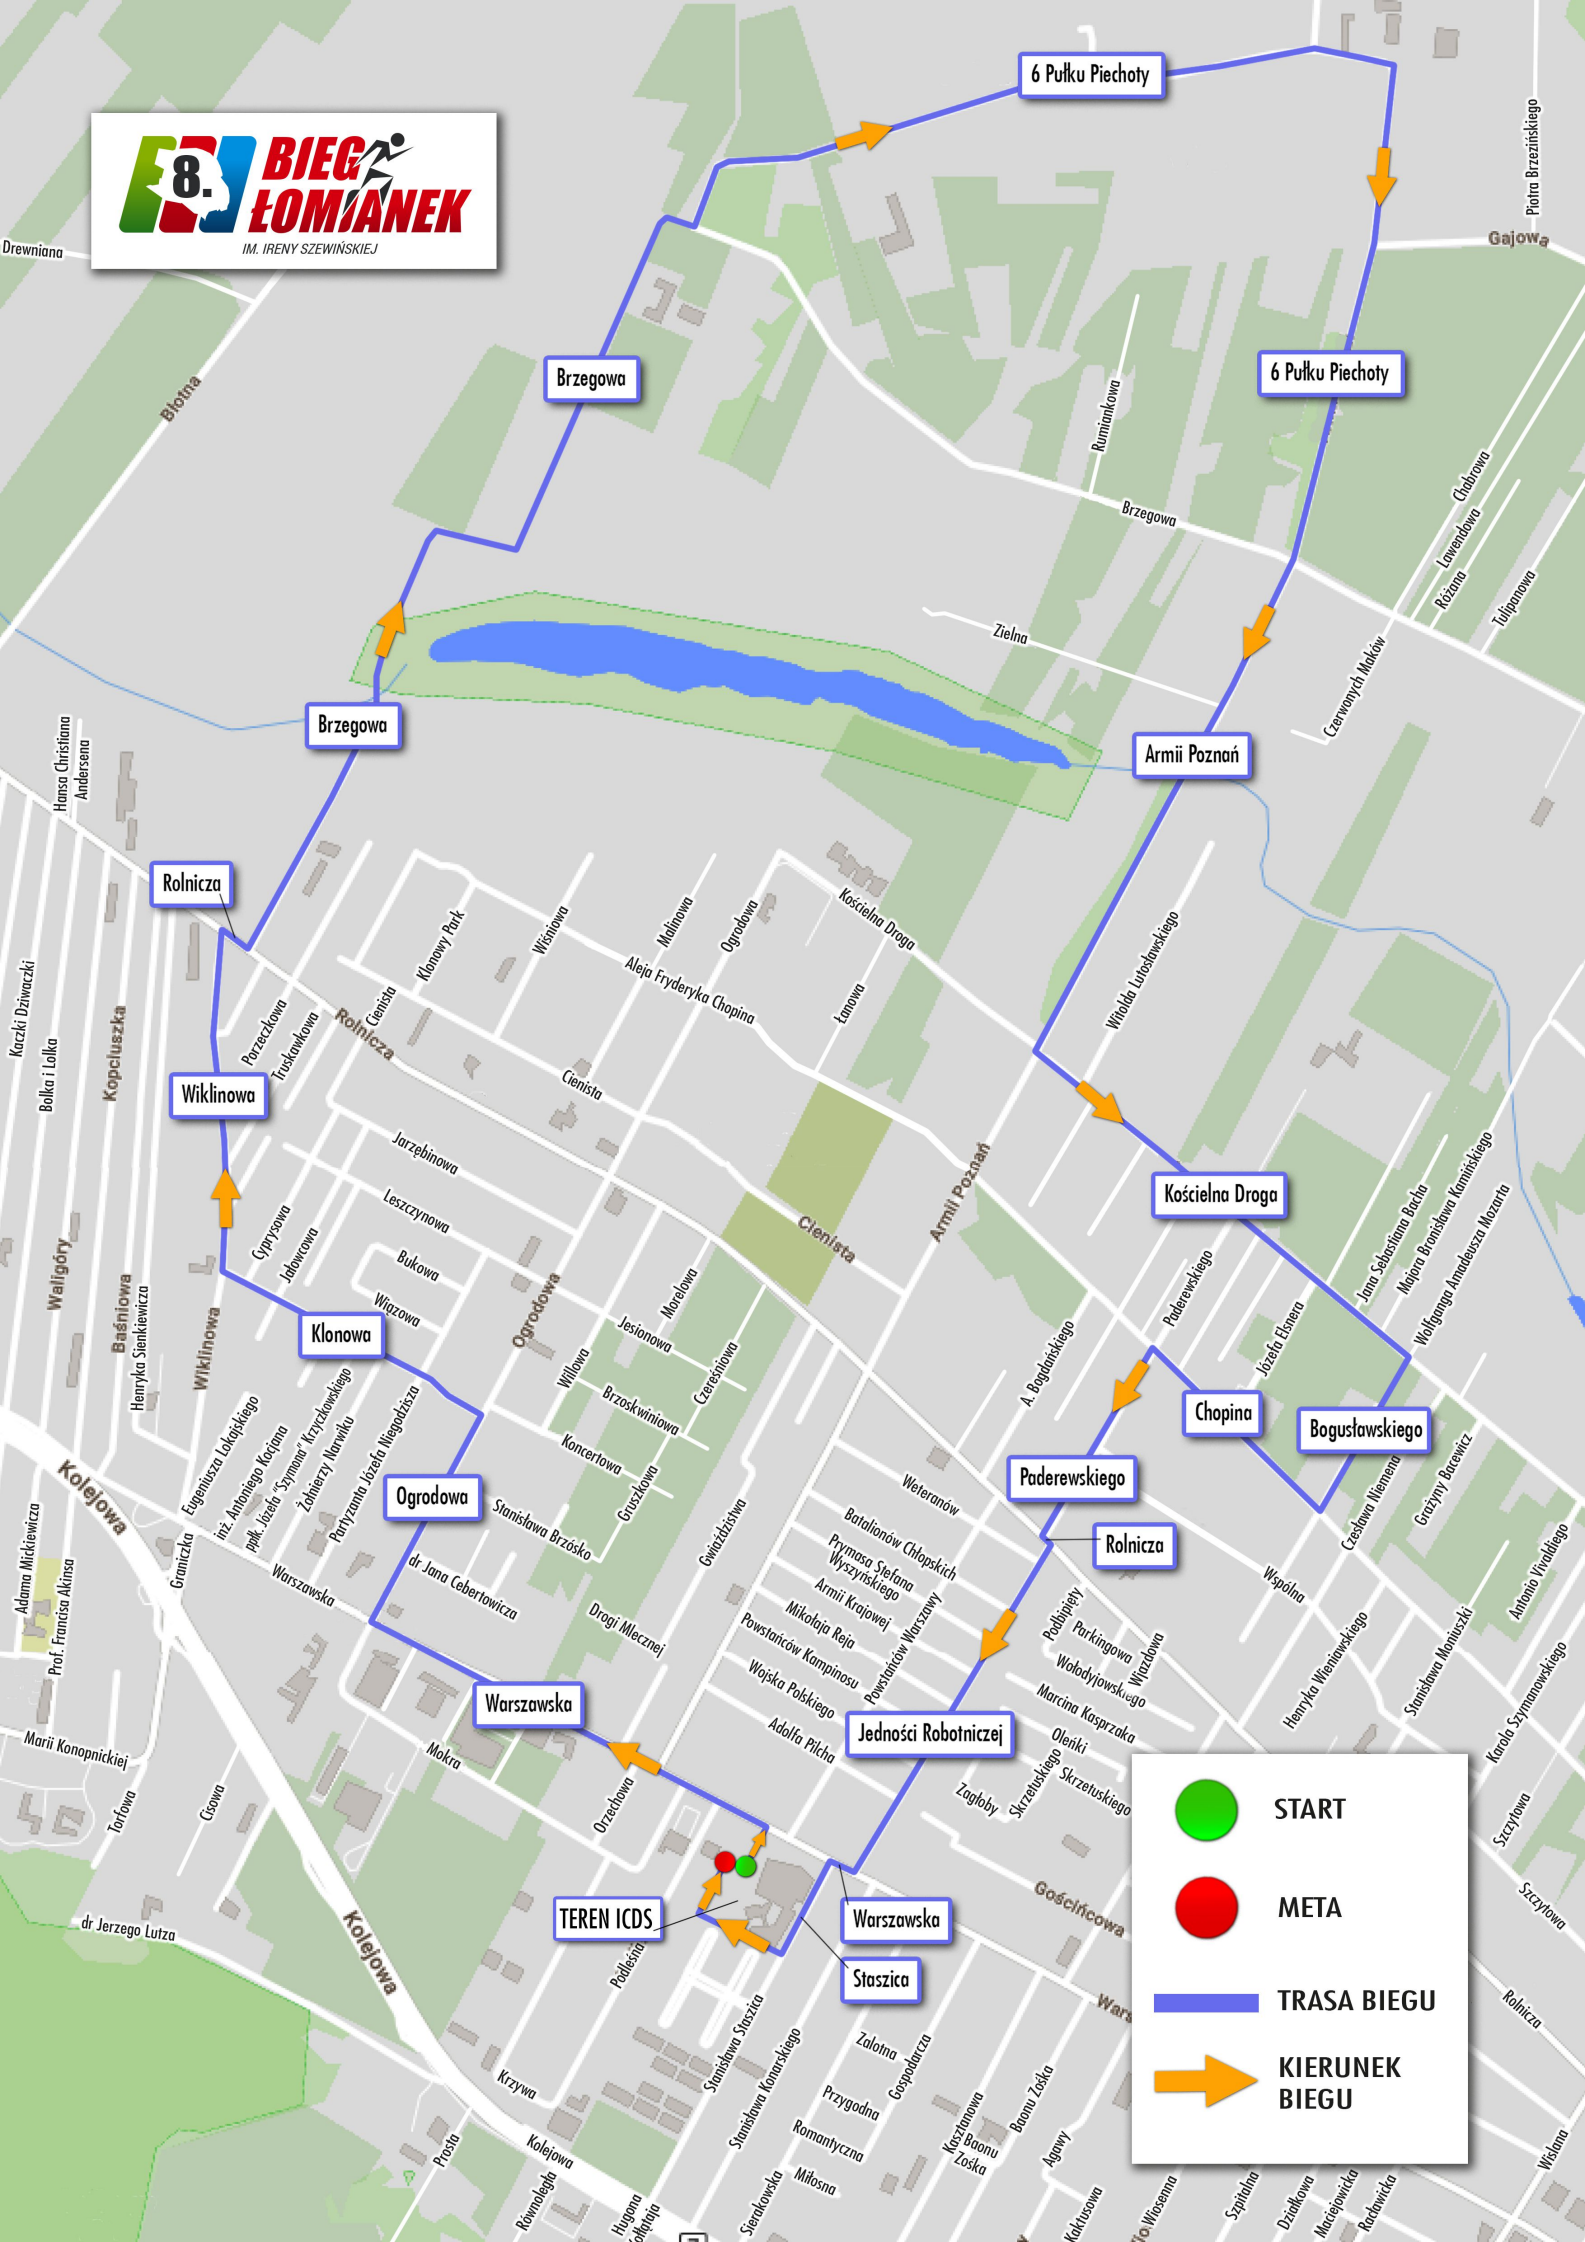 8.
BIEG
ŁOMIANEK
IM. IRENY SZEWIŃSKIEJ
6 Pułku Piechoty
Piotra Brzezińskiego
Gajowa
Drewniana
Błotna
Brzegowa
6 Pułku Piechoty
Rumiankowa
Brzegowa
Chabrowa
Lawendowa
Różana
Tulipanowa
Zielna
Czerwonych Maków
Brzegowa
Armii Poznań
Hansa Christiana
Andersena
Rolnicza
Klonowy Park
Wiśniowa
Malinowa
Ogrodowa
Kościelna Droga
Aleja Fryderyka Chopina
Łanowa
Witolda Lutosławskiego
Kaczki Dziwaczki
Bolka i Lolka
Kopciuszka
Porzeczkowa
Truskawkowa
Cienista
Rolnicza
Wiklinowa
Cienista
Jarzębinowa
Leszczynowa
Cyprysowa
Jałowcowa
Bukowa
Wiązowa
Cienista
Armii Poznań
Kościelna Droga
Paderewskiego
Józefa Elsnera
Jana Sebastiana Bacha
Majora Bronisława Kamińskiego
Wolfganga Amadeusza Mozarta
Waligóry
Baśniowa
Henryka Sienkiewicza
Wiklinowa
Klonowa
Ogrodowa
Morelowa
Jesionowa
Willowa
Czereśniowa
Brzoskwiniowa
Koncertowa
Gruszkowa
A. Bogdańskiego
Chopina
Bogusławskiego
Paderewskiego
Rolnicza
Czesława Niemena
Grażyny Bacewicz
Antonio Vivaldiego
Kolejowa
Eugeniusza Lokajskiego
inż. Antoniego Kocjana
ppłk. Józefa "Szymona" Krzyczkowskiego
Żołnierzy Narwiku
Partyzanta Józefa Niegodzisza
Ogrodowa
Stanisława Brzósko
dr Jana Cebertowicza
Gwiaździsta
Drogi Mlecznej
Weteranów
Batalionów Chłopskich
Prymasa Stefana
Wyszyńskiego
Armii Krajowej
Mikołaja Reja
Powstańców Kampinosu
Powstańców Warszawy
Wojska Polskiego
Adolfa Pilcha
Wspólna
Podbipięty
Parkingowa
Wołodyjowskiego
Wjazdowa
Marcina Kasprzaka
Oleńki
Skrzetuskiego
Skrzetuskiego
Zagłoby
Henryka Wieniawskiego
Stanisława Moniuszki
Karola Szymanowskiego
Szczytowa
Szczytowa
Adama Mickiewicza
Prof. Francisa Akinsa
Graniczka
Warszawska
Marii Konopnickiej
Torfowa
Cisowa
Mokra
Warszawska
Orzechowa
Jedności Robotniczej
TEREN ICDS
Warszawska
Staszica
Gościńcowa
Podleśna
dr Jerzego Lutza
Kolejowa
Krzywa
Stanisława Staszica
Stanisława Konarskiego
Zalotna
Gospodarcza
Przygodna
Romantyczna
Miłosna
Sierakowska
Kasztanowa
Baonu
Zośka
Baonu Zośka
Agawy
Kaktusowa
Prosta
Równoległa
Kolejowa
Hugona
Wiosenna
Szpitalna
Działkowa
Maciejowicka
Racławicka
Wiślana
Rolnicza
START
META
TRASA BIEGU
KIERUNEK
BIEGU